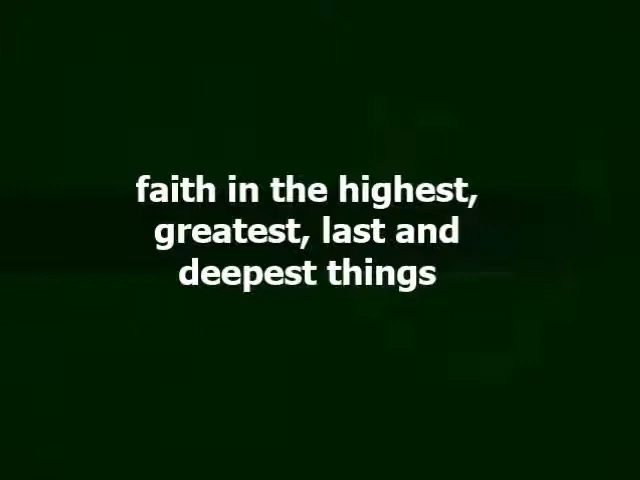 faith in the highest,
greatest, last and
deepest things